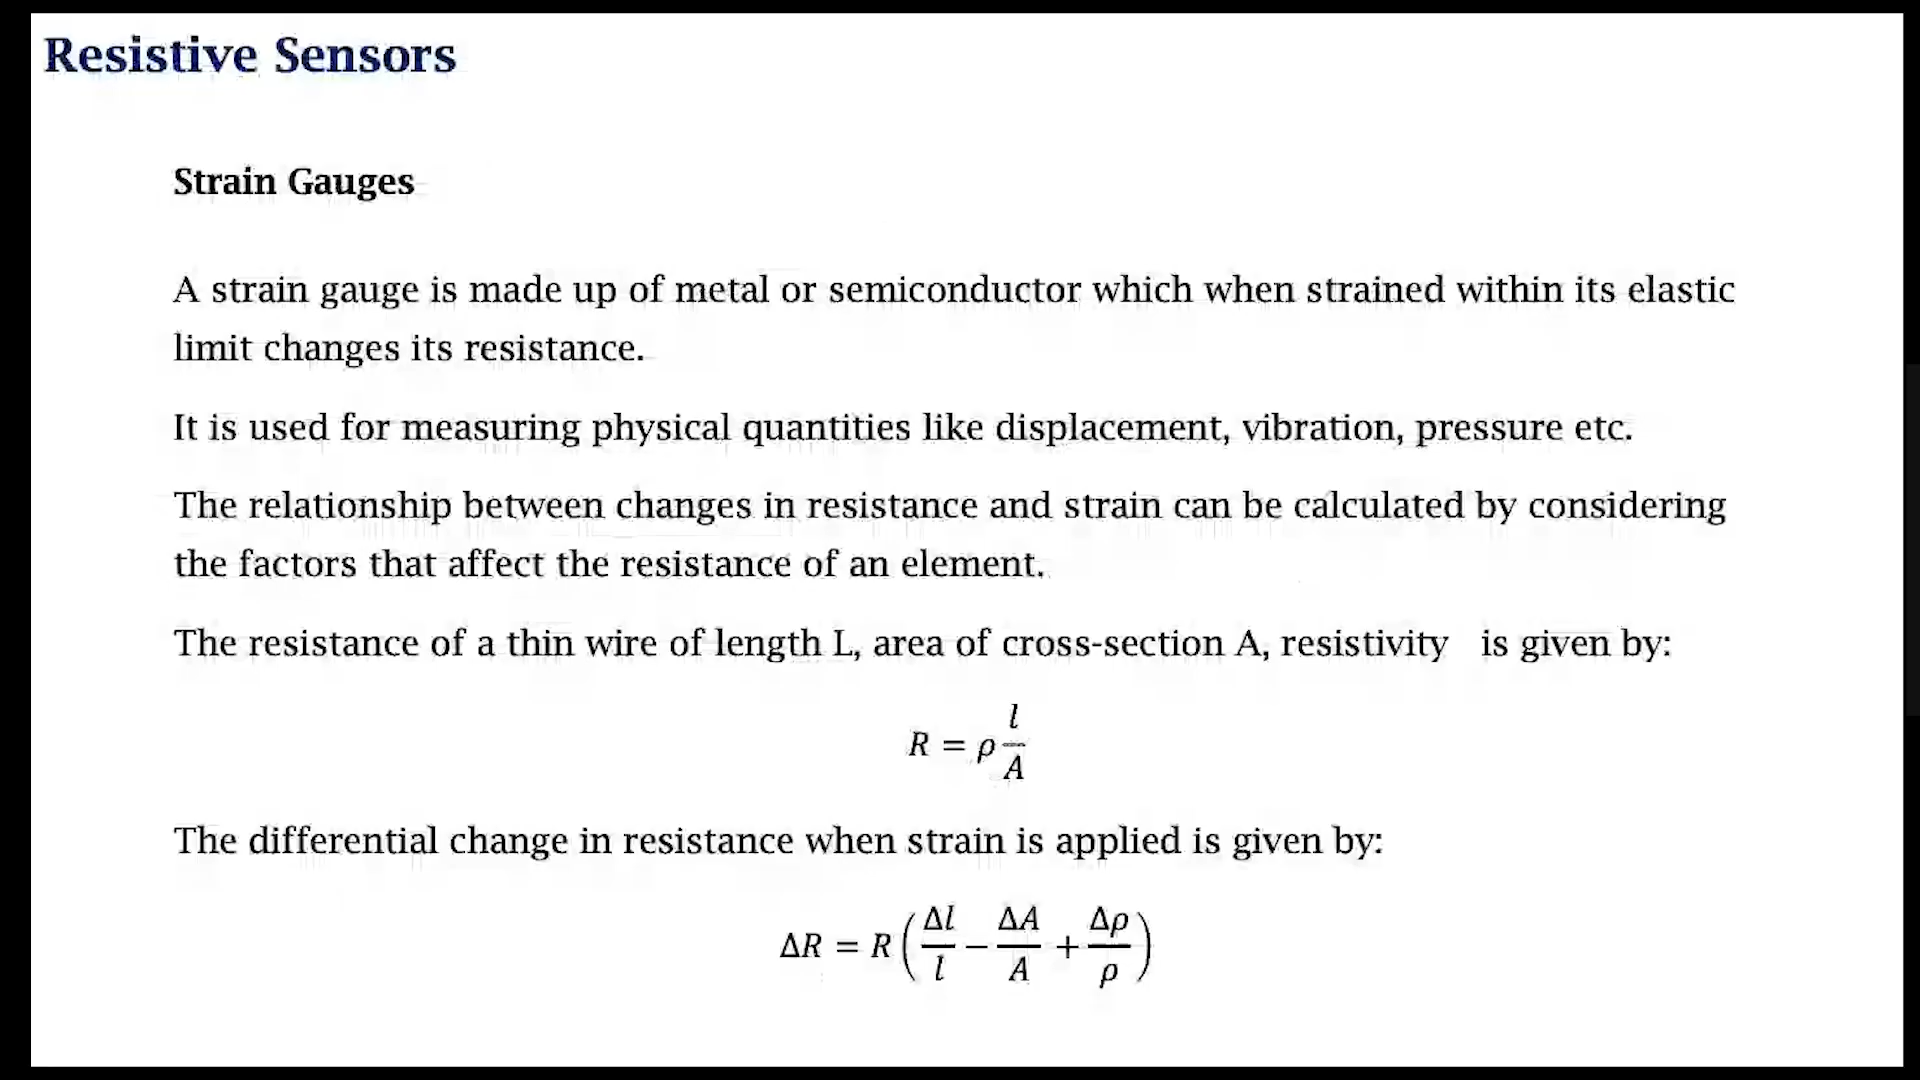 Resistive Sensors
Strain Gauges
A strain gauge is made up of metal or semiconductor which when strained within its elastic
limit changes its resistance.
It is used for measuring physical quantities like displacement, vibration, pressure etc.
The relationship between changes in resistance and strain can be calculated by considering
the factors that affect the resistance of an element.
The resistance of a thin wire of length L, area of cross-section A, resistivity is given by:
R = ρ l/A
The differential change in resistance when strain is applied is given by:
ΔR = R(Δl/l − ΔA/A + Δρ/ρ)